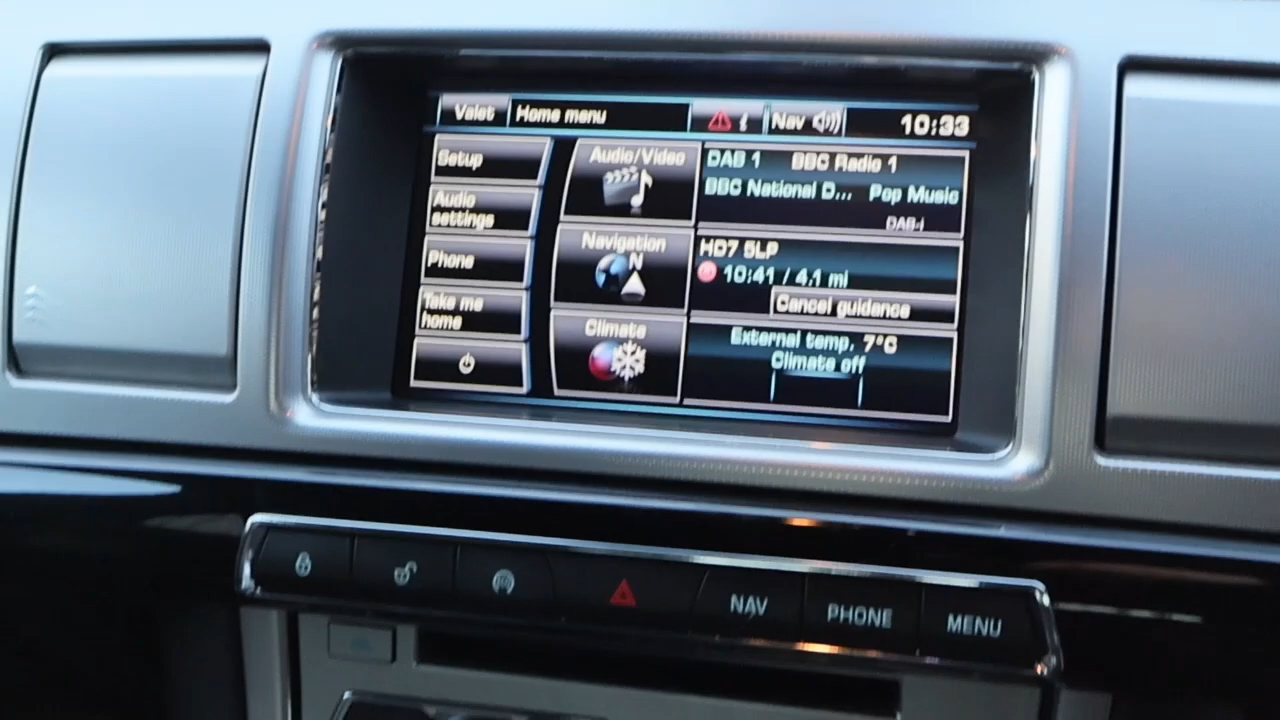 Valet
Home menu
Nav
10:33
Setup
Audio
settings
Phone
Take me
home
Audio/Video
Navigation
N
Climate
DAB 1 BBC Radio 1
BBC National D... Pop Music
HD7 5LP
10:41 / 4.1 mi
Cancel guidance
External temp. 7°C
Climate off
NAV
PHONE
MENU